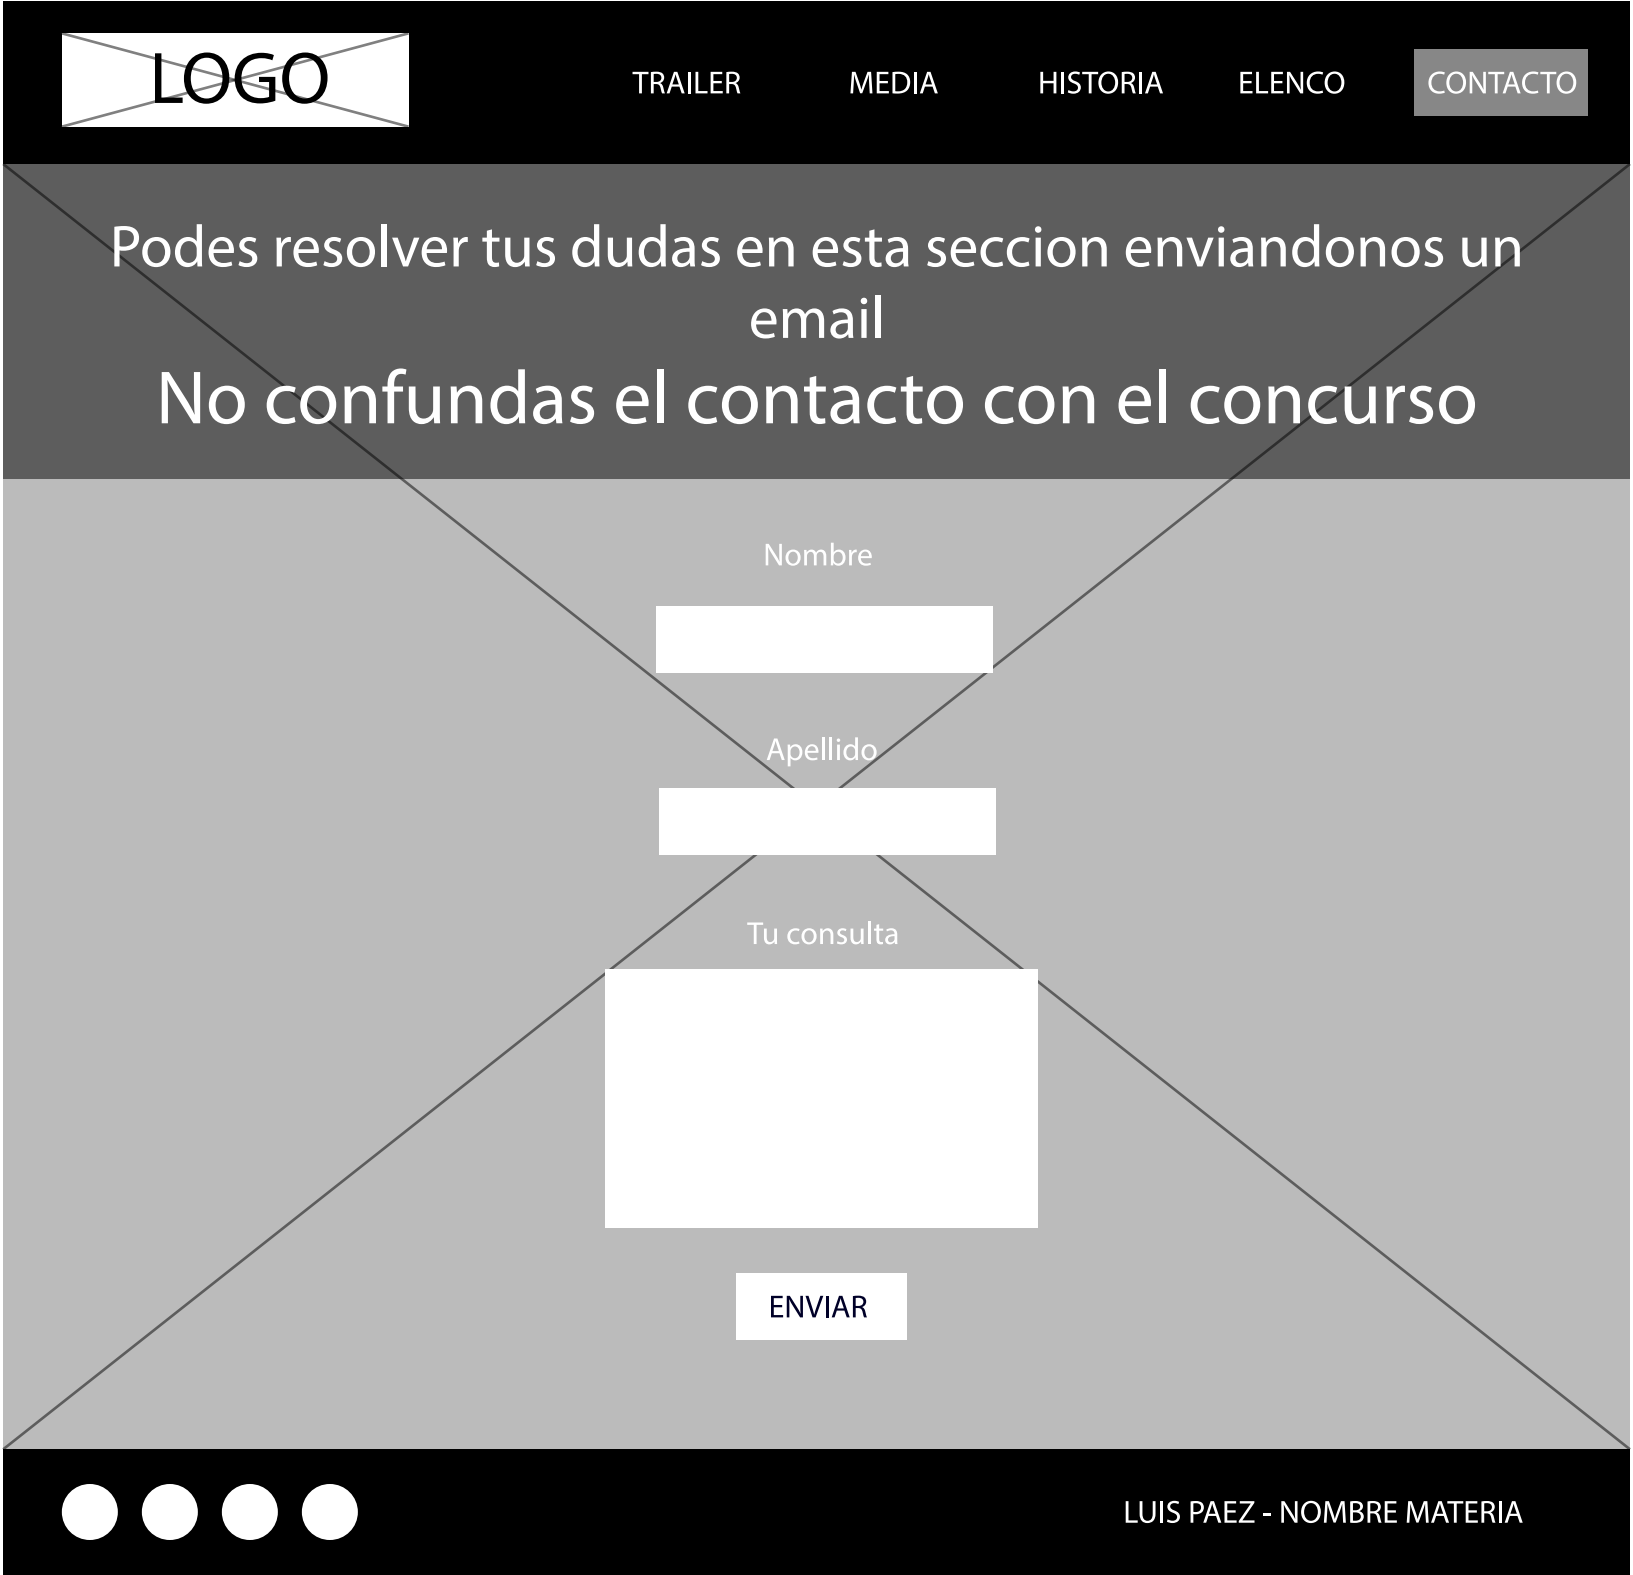 LOGO
TRAILER MEDIA HISTORIA ELENCO CONTACTO
Podes resolver tus dudas en esta seccion enviandonos un
email
No confundas el contacto con el concurso
Nombre
Apellido
Tu consulta
ENVIAR
LUIS PAEZ - NOMBRE MATERIA